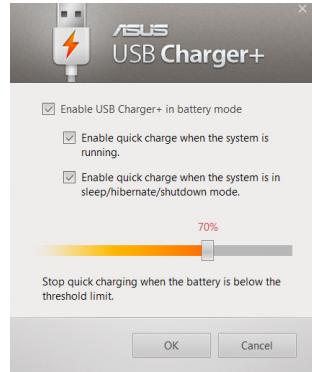 ASUS
USB Charger+
Enable USB Charger+ in battery mode
Enable quick charge when the system is
running.
Enable quick charge when the system is in
sleep/hibernate/shutdown mode.
70%
Stop quick charging when the battery is below the
threshold limit.
OK Cancel